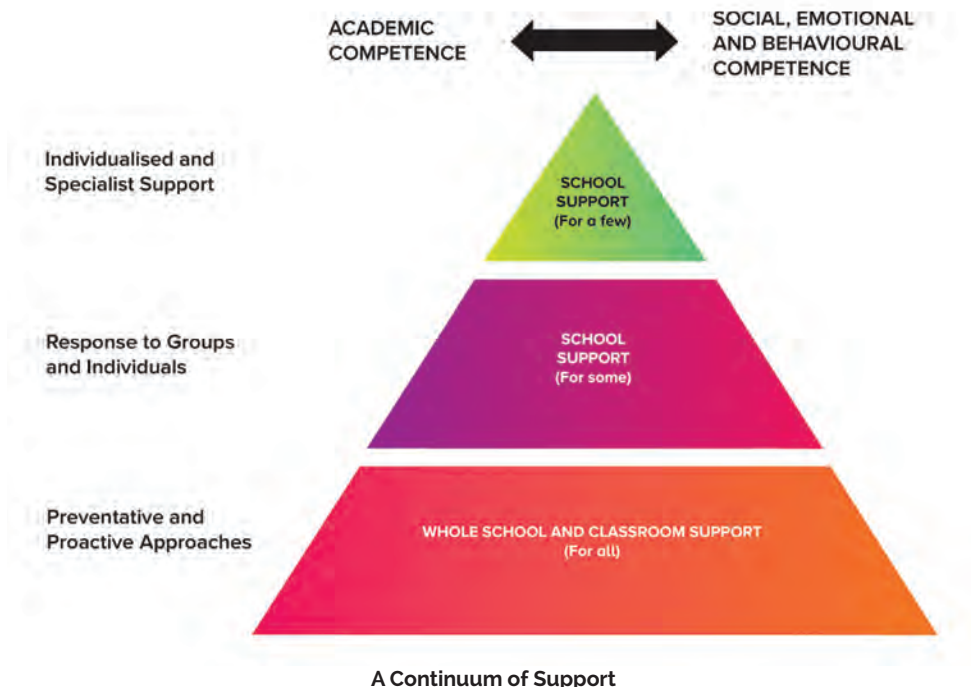 ACADEMIC
COMPETENCE
SOCIAL, EMOTIONAL
AND BEHAVIOURAL
COMPETENCE
Individualised and
Specialist Support
SCHOOL
SUPPORT
(For a few)
Response to Groups
and Individuals
SCHOOL
SUPPORT
(For some)
Preventative and
Proactive Approaches
WHOLE SCHOOL AND CLASSROOM SUPPORT
(For all)
A Continuum of Support